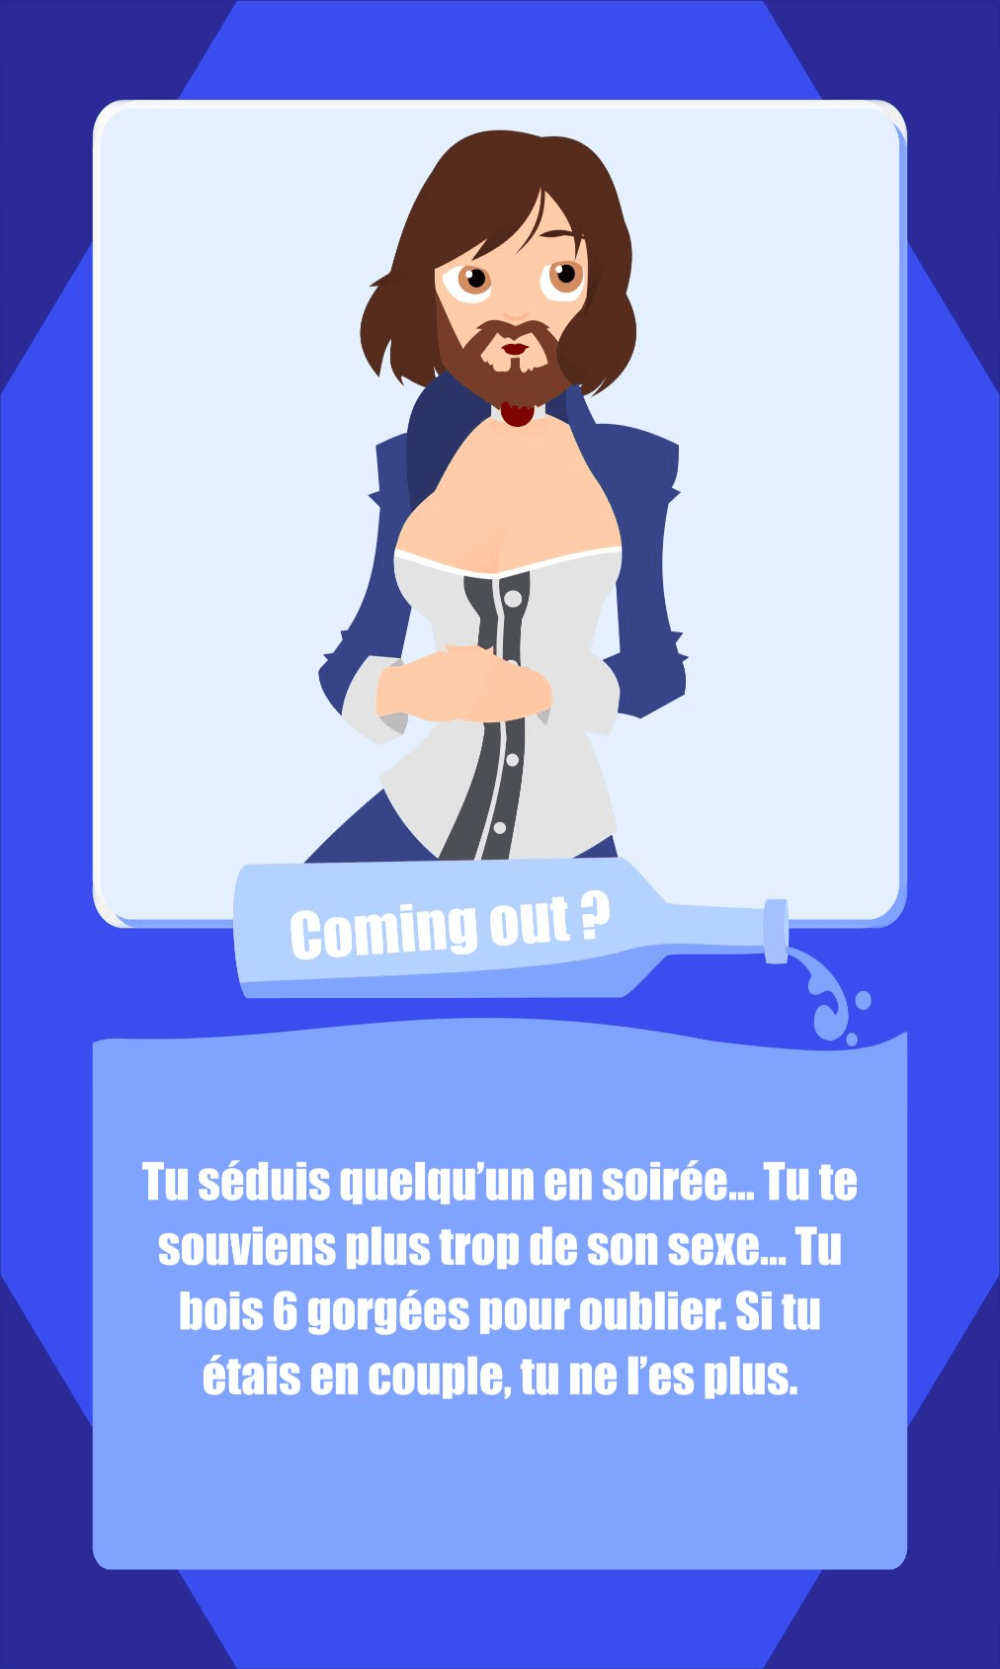 Coming out ?
Tu séduis quelqu’un en soirée... Tu te
souviens plus trop de son sexe... Tu
bois 6 gorgées pour oublier. Si tu
étais en couple, tu ne l’es plus.